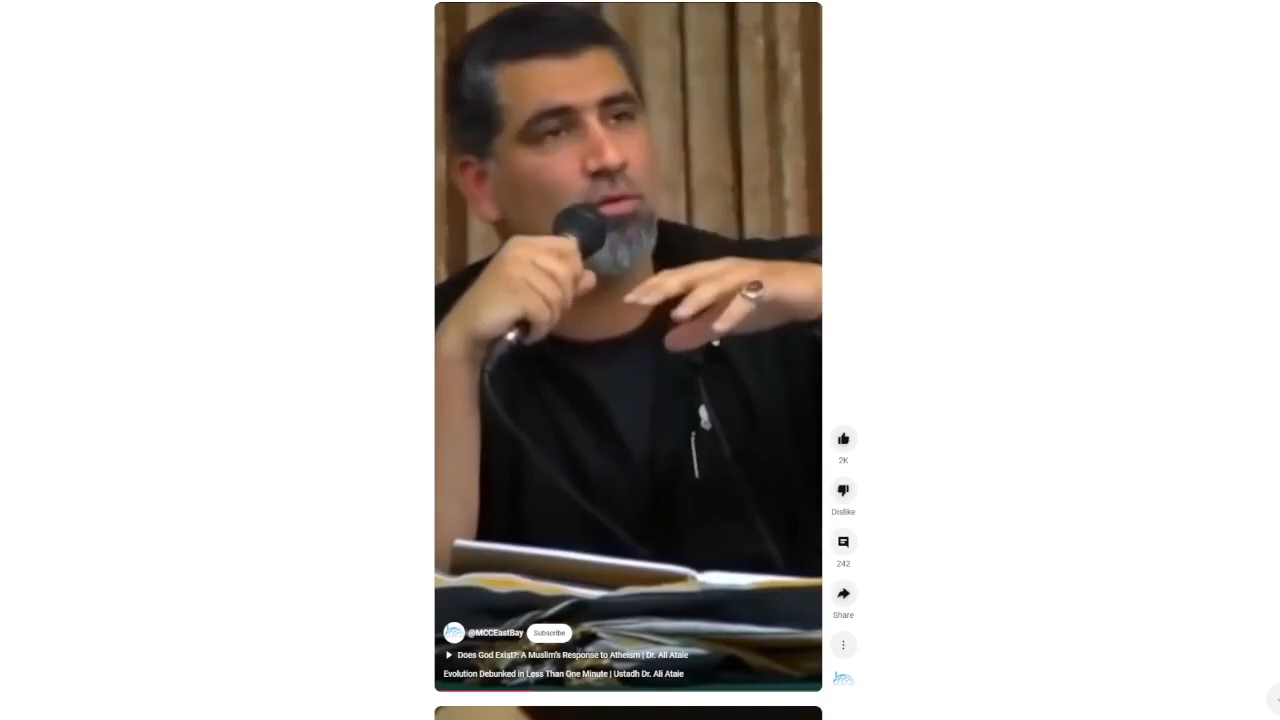 2K
Dislike
242
Share
@MCCEastBay Subscribe
Does God Exist?: A Muslim's Response to Atheism | Dr. Ali Ataie
Evolution Debunked in Less Than One Minute | Ustadh Dr. Ali Ataie